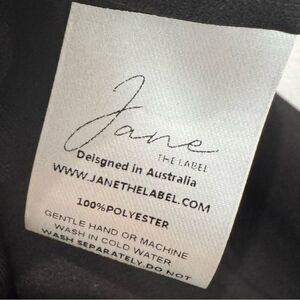 Jane
THE LABEL
Deisgned in Australia
WWW.JANETHELABEL.COM
100%POLYESTER
GENTLE HAND OR MACHINE
WASH IN COLD WATER
WASH SEPARATELY.DO NOT